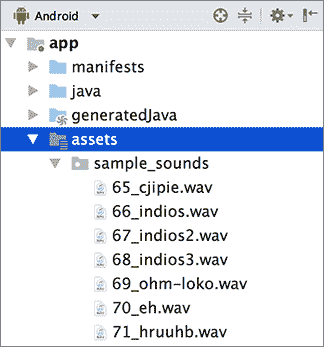 Android
app
manifests
java
generatedJava
assets
sample_sounds
65_cjipie.wav
66_indios.wav
67_indios2.wav
68_indios3.wav
69_ohm-loko.wav
70_eh.wav
71_hruuhb.wav